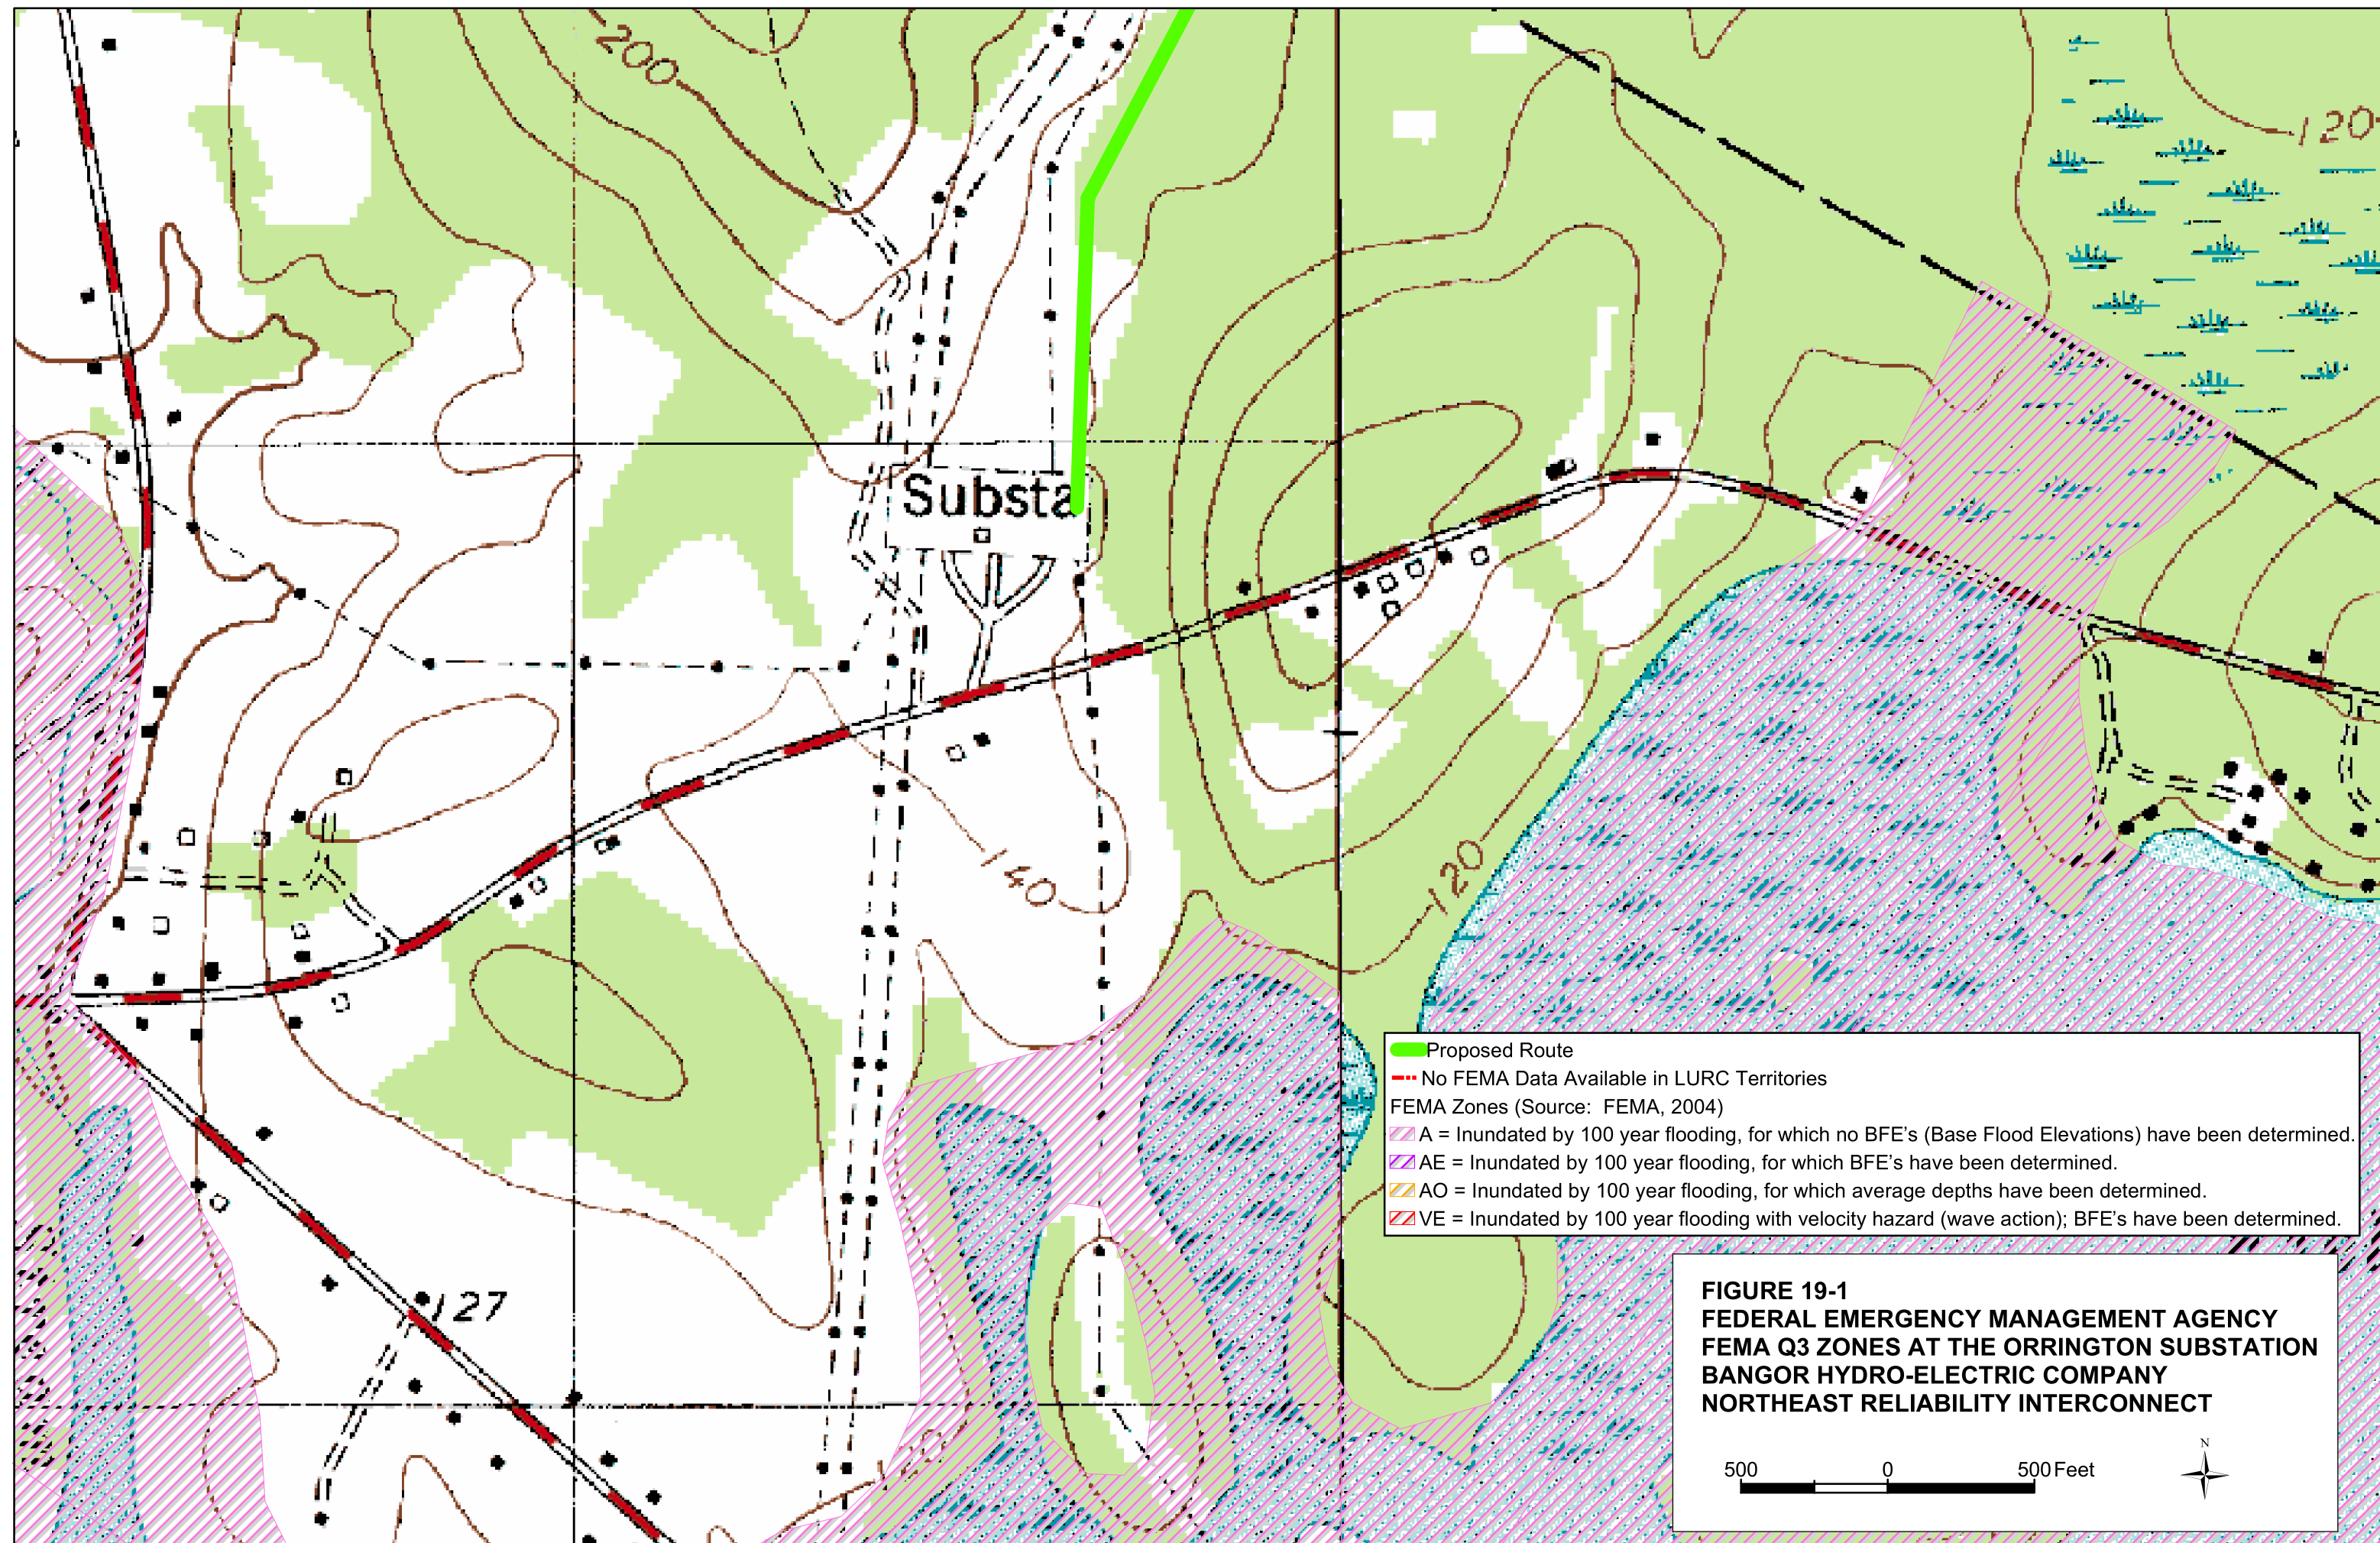 200
120
Substa
140
120
127
Proposed Route
No FEMA Data Available in LURC Territories
FEMA Zones (Source:  FEMA, 2004)
A = Inundated by 100 year flooding, for which no BFE's (Base Flood Elevations) have been determined.
AE = Inundated by 100 year flooding, for which BFE's have been determined.
AO = Inundated by 100 year flooding, for which average depths have been determined.
VE = Inundated by 100 year flooding with velocity hazard (wave action); BFE's have been determined.
FIGURE 19-1
FEDERAL EMERGENCY MANAGEMENT AGENCY
FEMA Q3 ZONES AT THE ORRINGTON SUBSTATION
BANGOR HYDRO-ELECTRIC COMPANY
NORTHEAST RELIABILITY INTERCONNECT
N
500 0 500 Feet